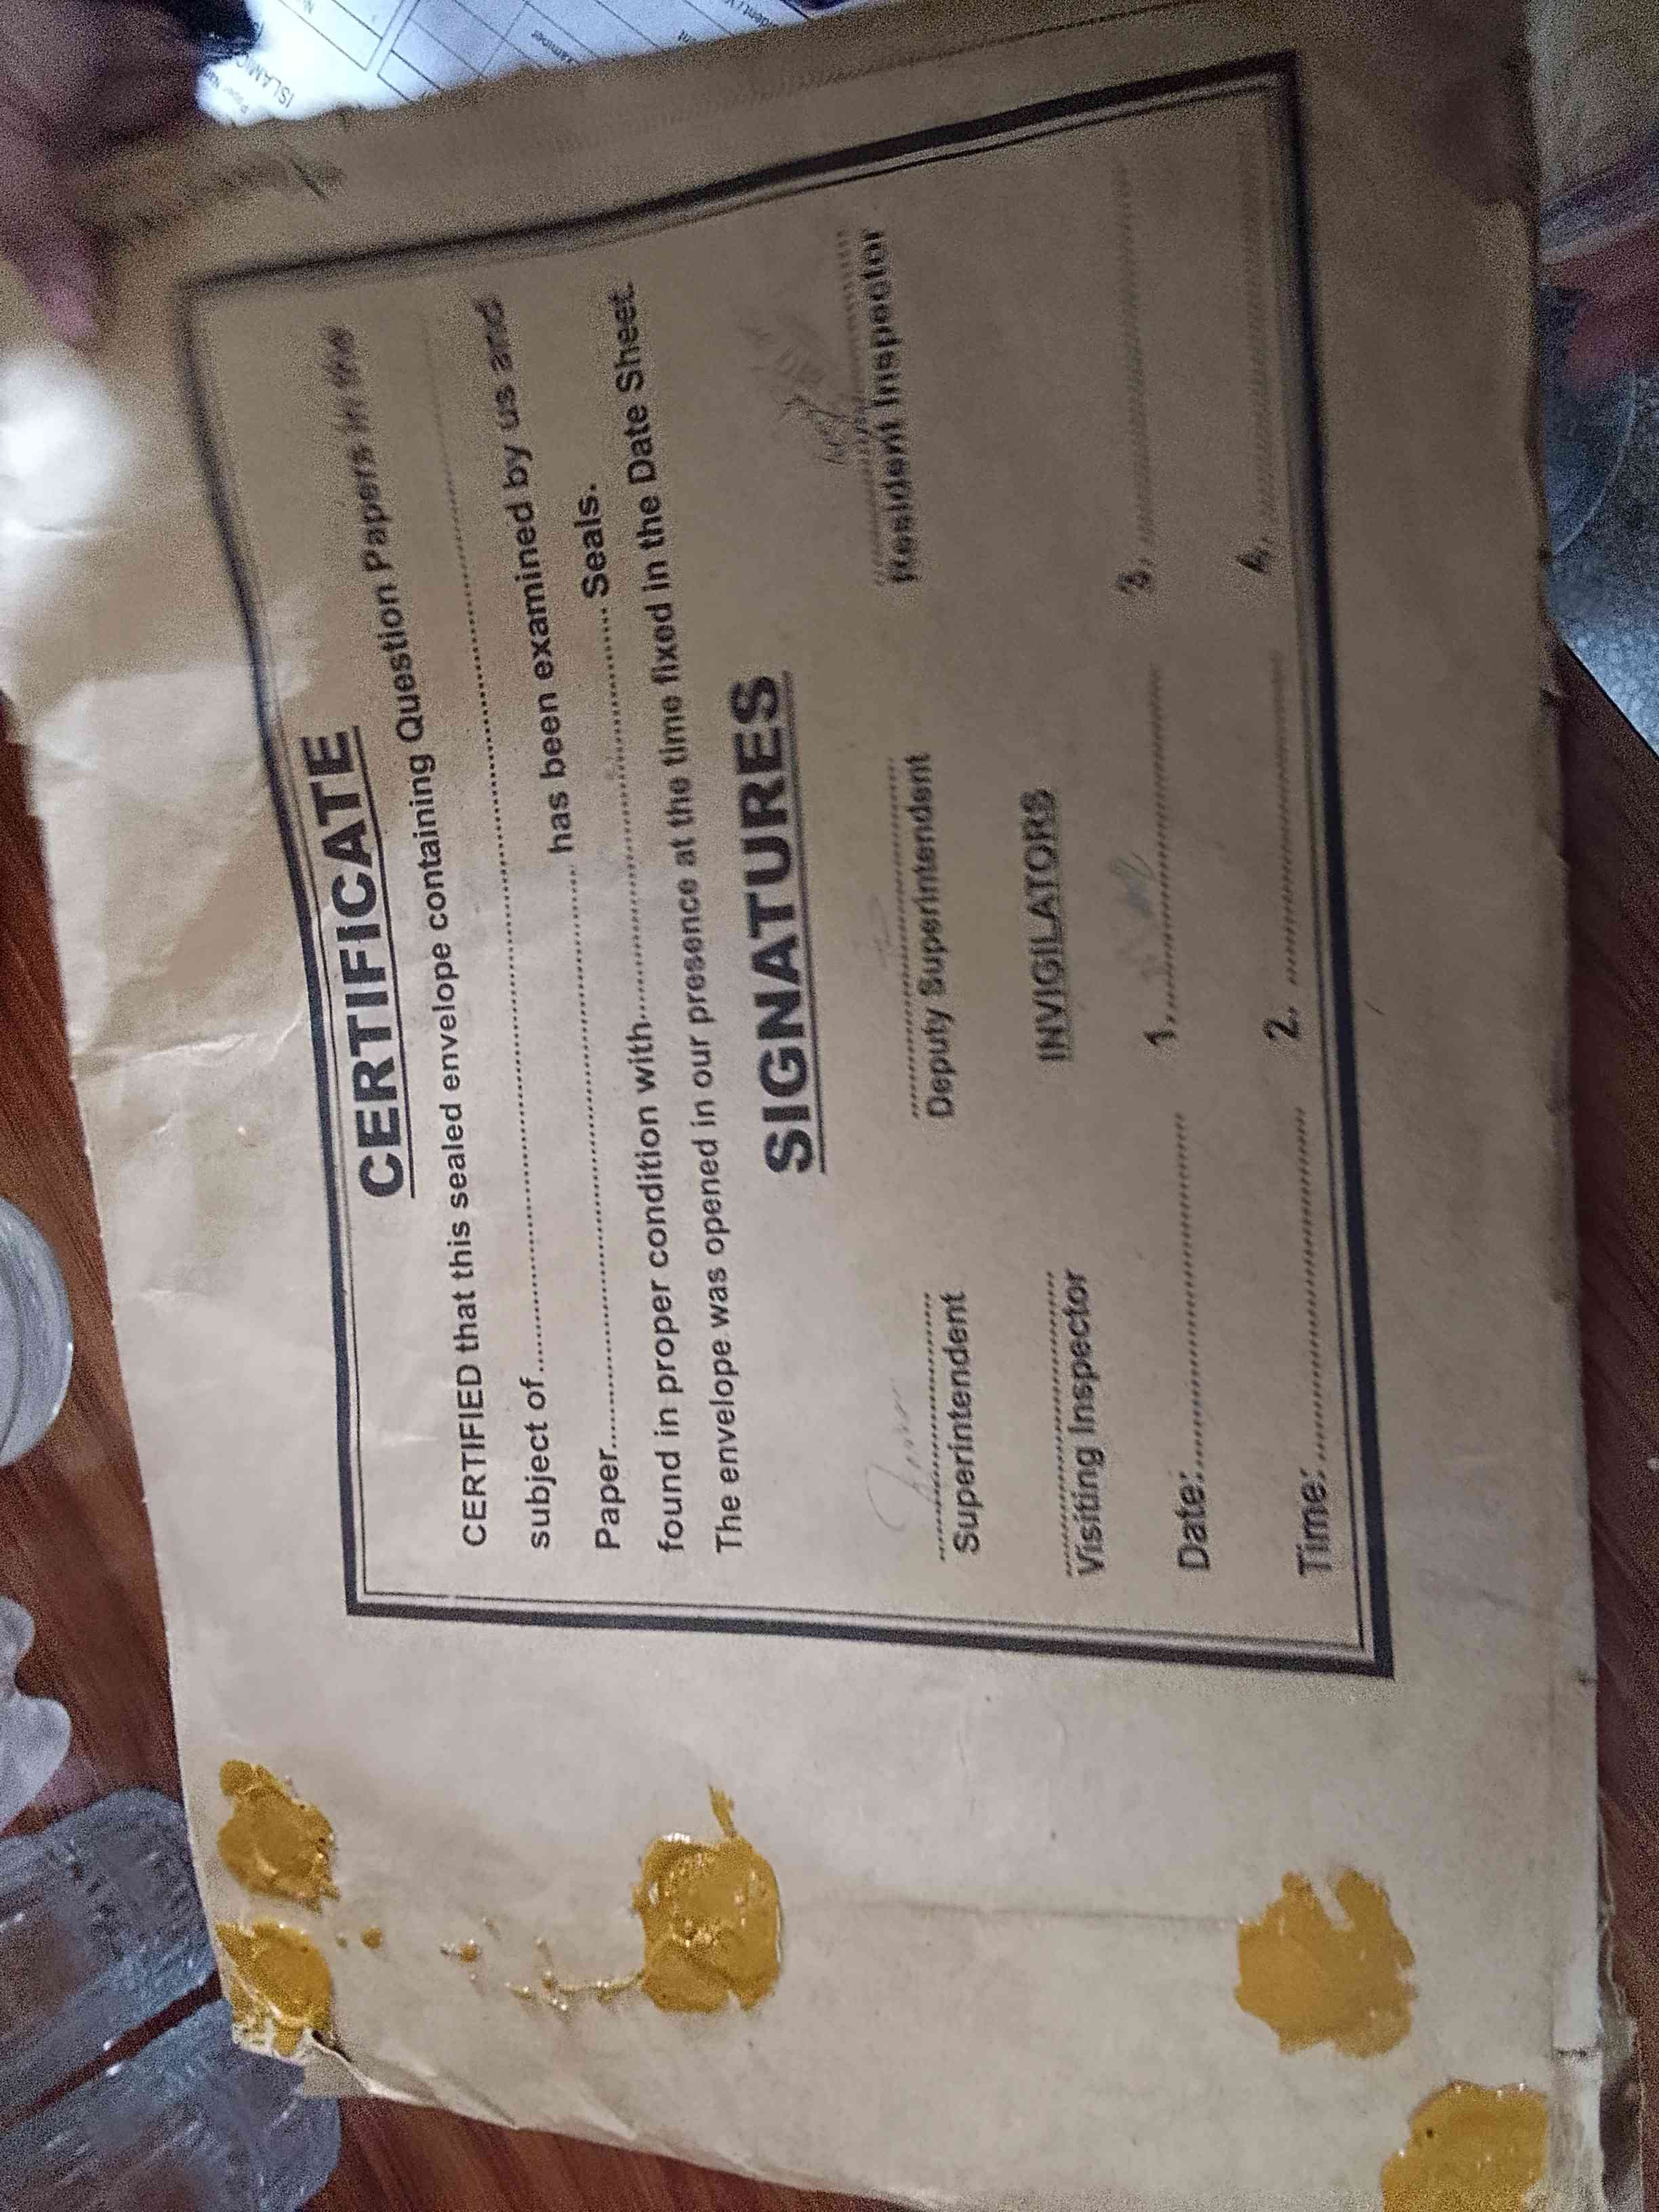 CERTIFICATE
CERTIFIED that this sealed envelope containing Question Papers in the
subject of....................................................................
Paper.................................................... has been examined by us and
found in proper condition with.................................................... Seals.
The envelope was opened in our presence at the time fixed in the Date Sheet
SIGNATURES
Superintendent
Deputy Superintendent
Resident Inspector
Visiting Inspector
INVIGILATORS
Date:.................... 1..................... 3.....................
Time:.................... 2..................... 4.....................
ISLAMIC